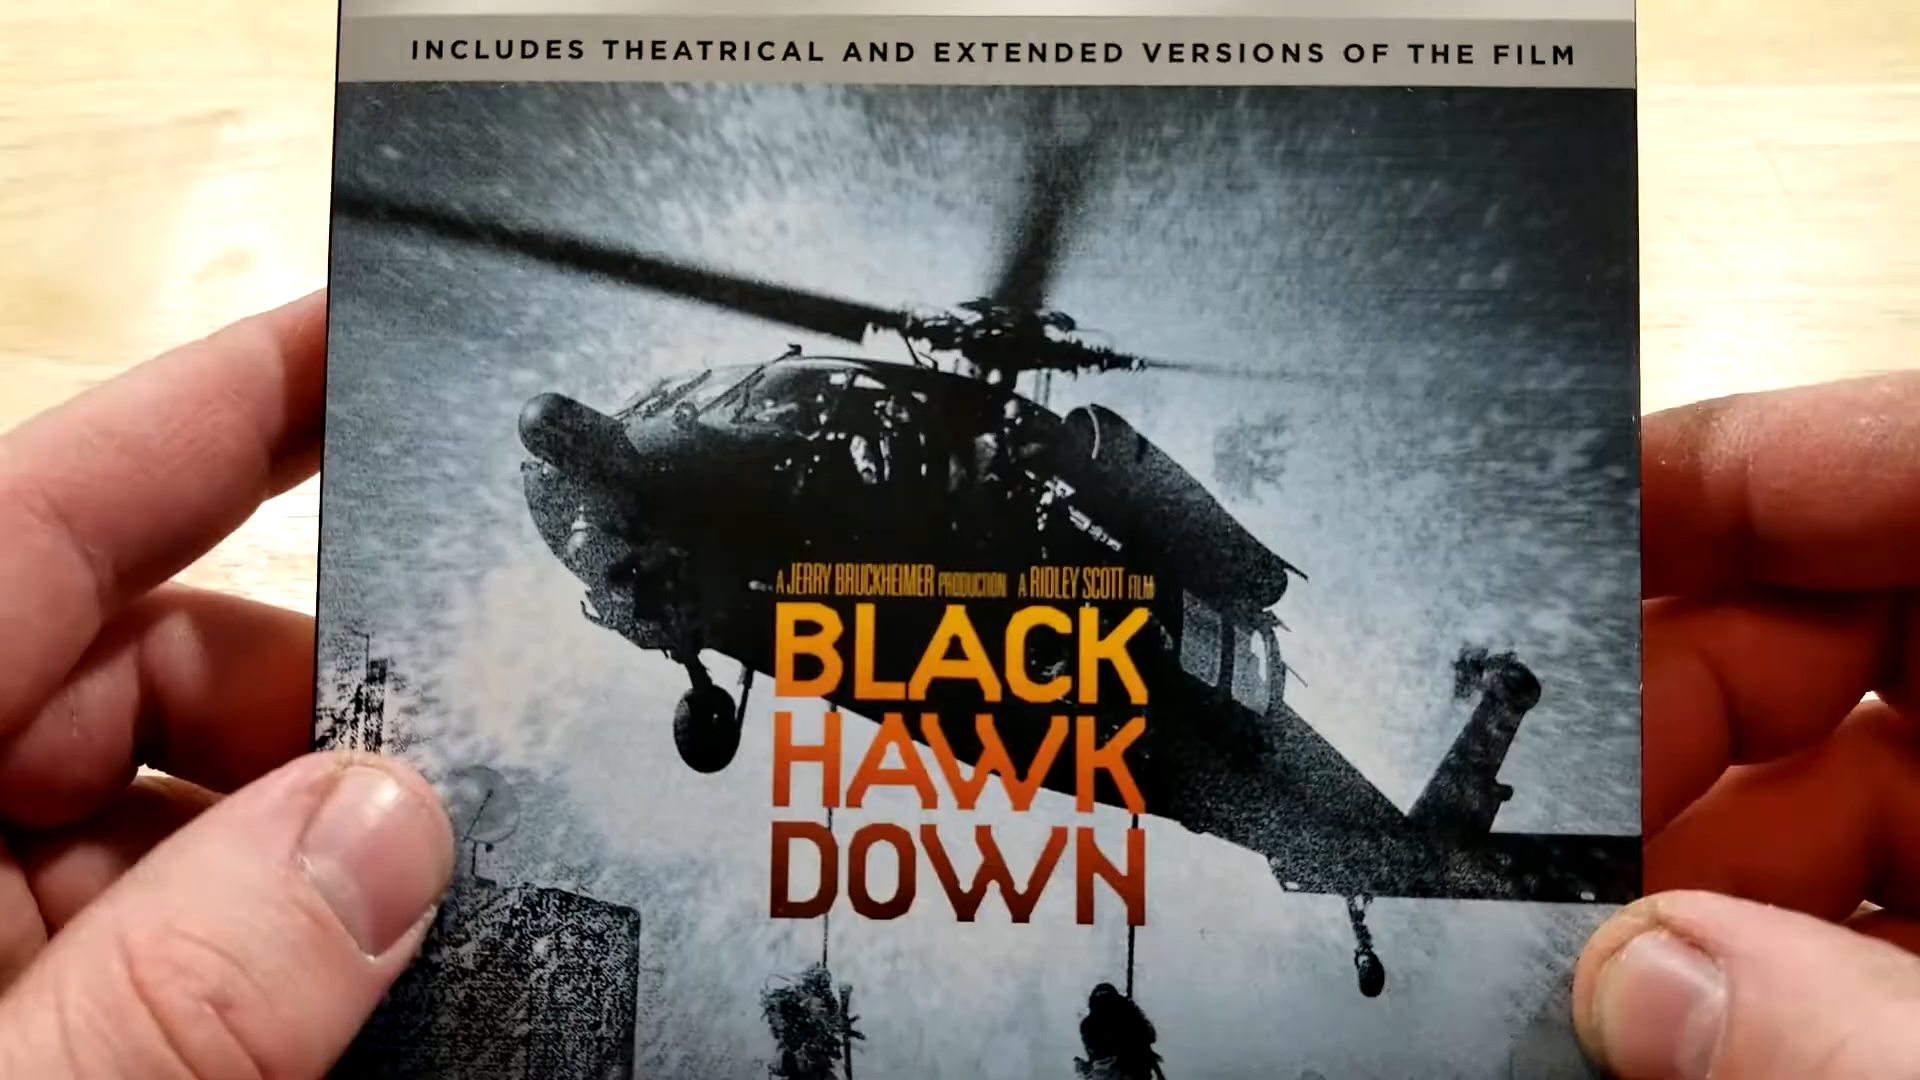 INCLUDES THEATRICAL AND EXTENDED VERSIONS OF THE FILM
A JERRY BRUCKHEIMER PRODUCTION A RIDLEY SCOTT FILM
BLACK
HAWK
DOWN